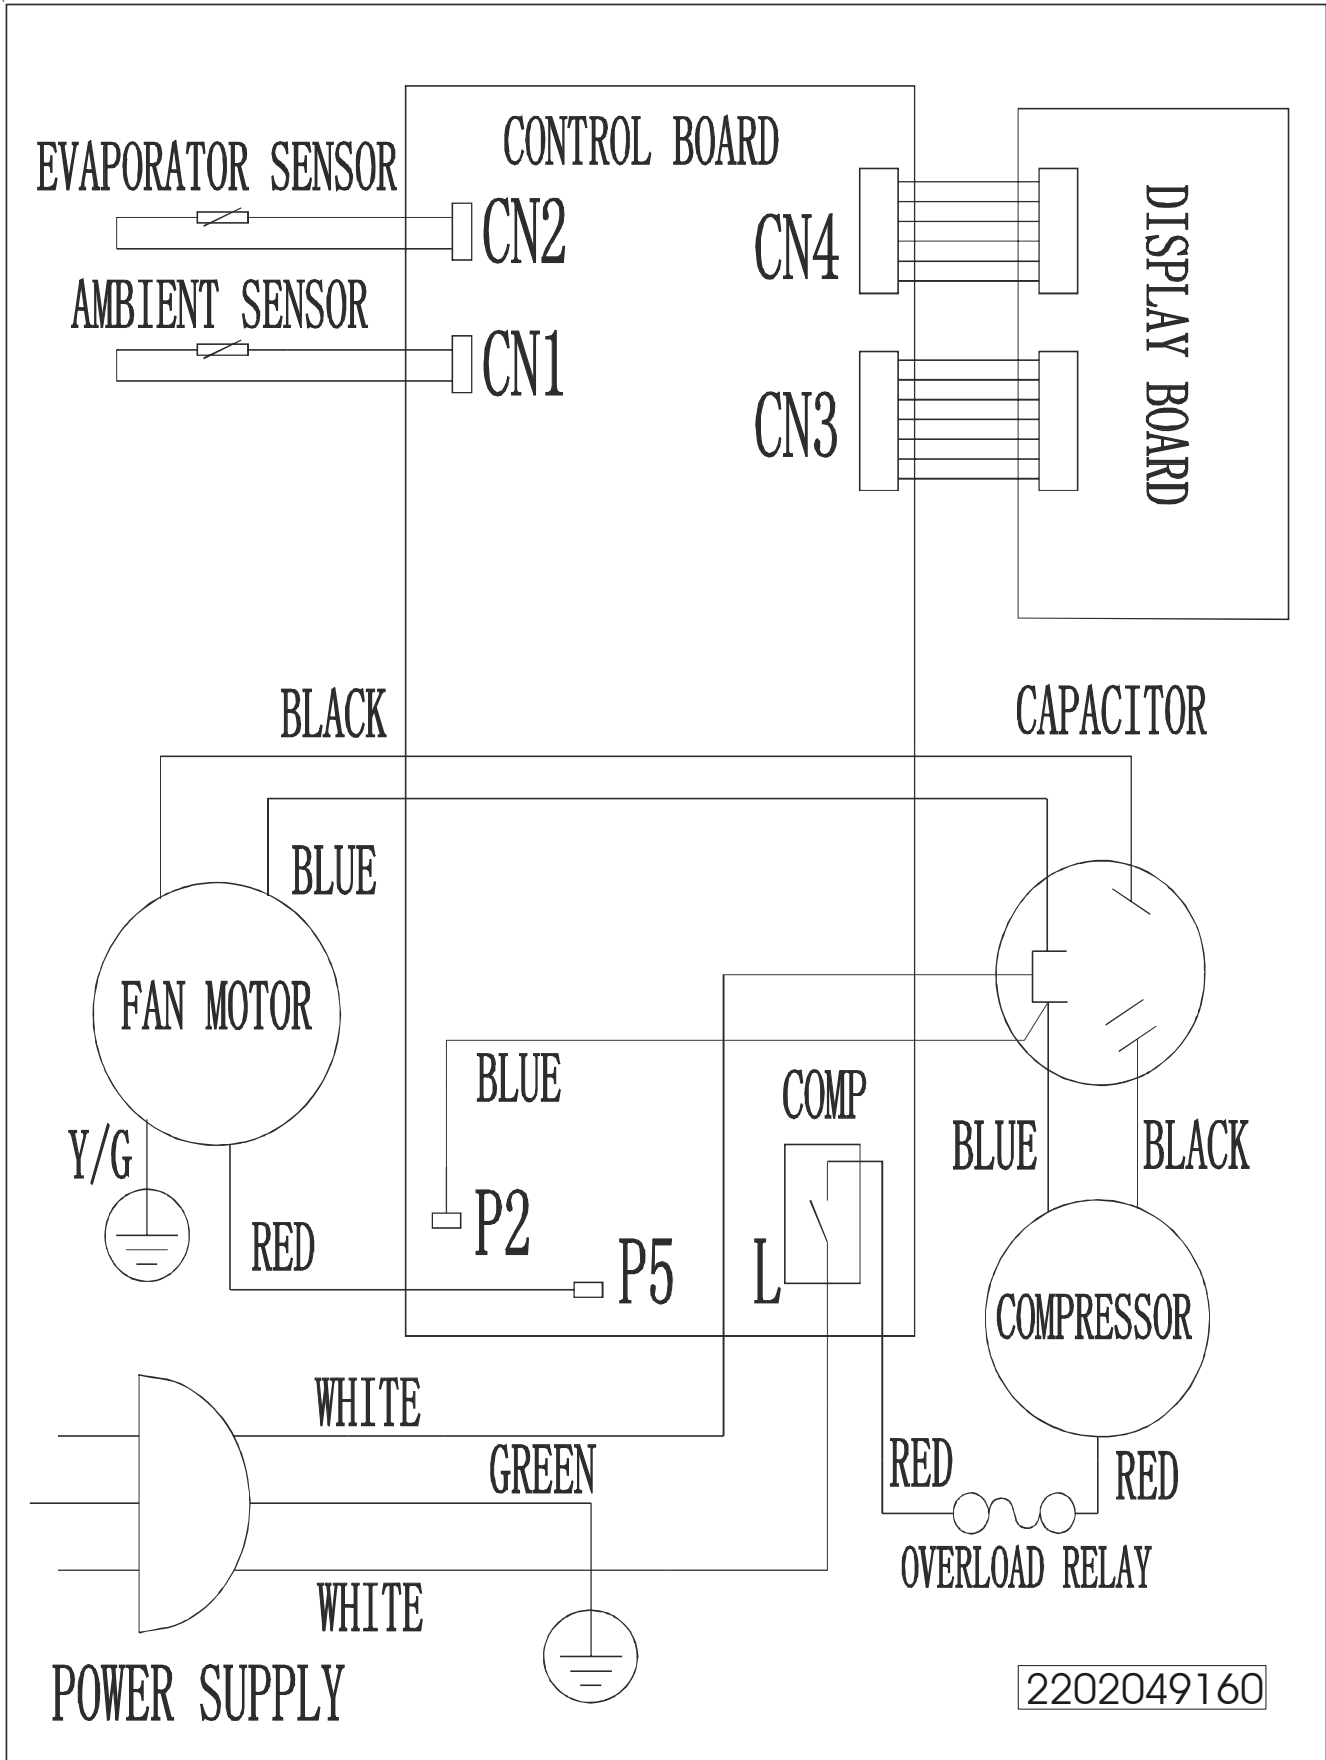 CONTROL BOARD
EVAPORATOR SENSOR
CN2
CN4
DISPLAY BOARD
AMBIENT SENSOR
CN1
CN3
BLACK
CAPACITOR
BLUE
FAN MOTOR
BLUE
COMP
Y/G
BLUE
BLACK
P2
RED
P5
L
COMPRESSOR
WHITE
GREEN
RED
RED
OVERLOAD RELAY
WHITE
POWER SUPPLY
2202049160